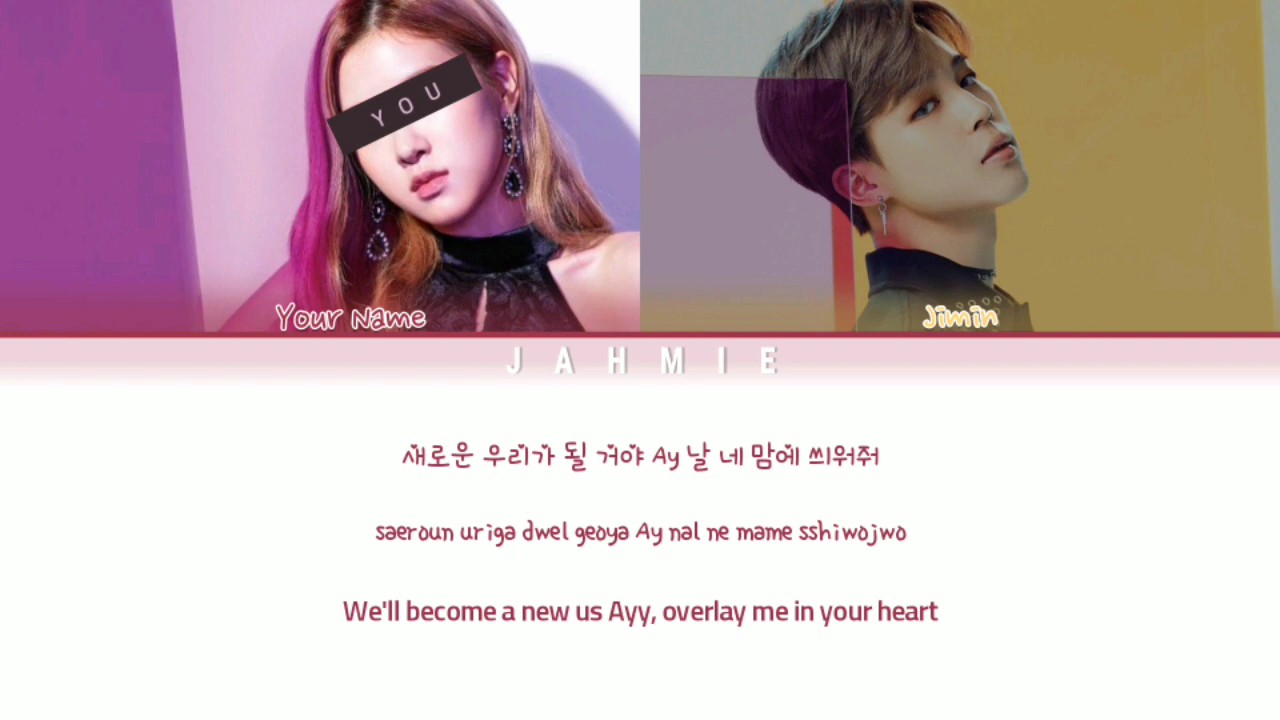 YOU
Your Name
Jimin
JAHMIE
새로운 우리가 될 거야 Ay 날 네 맘에 씌워줘
saeroun uriga dwel geoya Ay nal ne mame sshiwojwo
We'll become a new us Ayy, overlay me in your heart